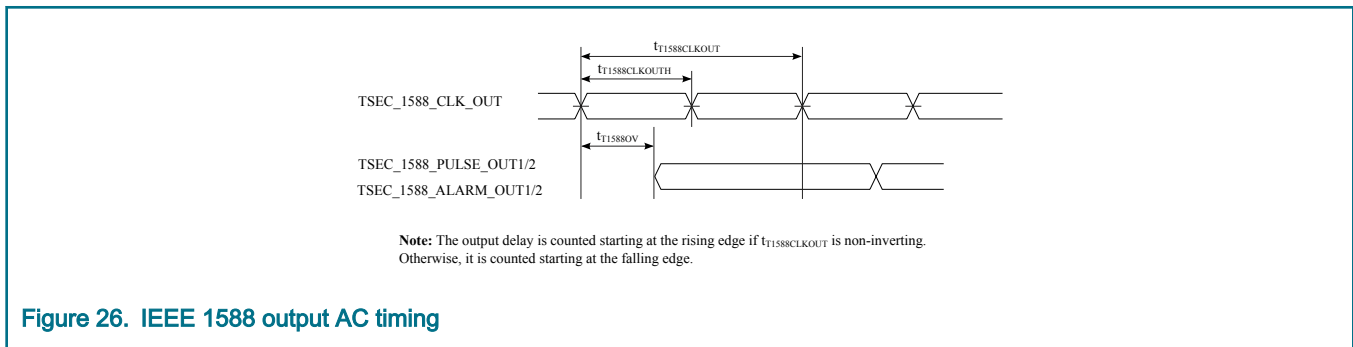 tT1588CLKOUT
tT1588CLKOUTH
TSEC_1588_CLK_OUT
tT1588OV
TSEC_1588_PULSE_OUT1/2
TSEC_1588_ALARM_OUT1/2
Note: The output delay is counted starting at the rising edge if tT1588CLKOUT is non-inverting.
Otherwise, it is counted starting at the falling edge.
Figure 26. IEEE 1588 output AC timing